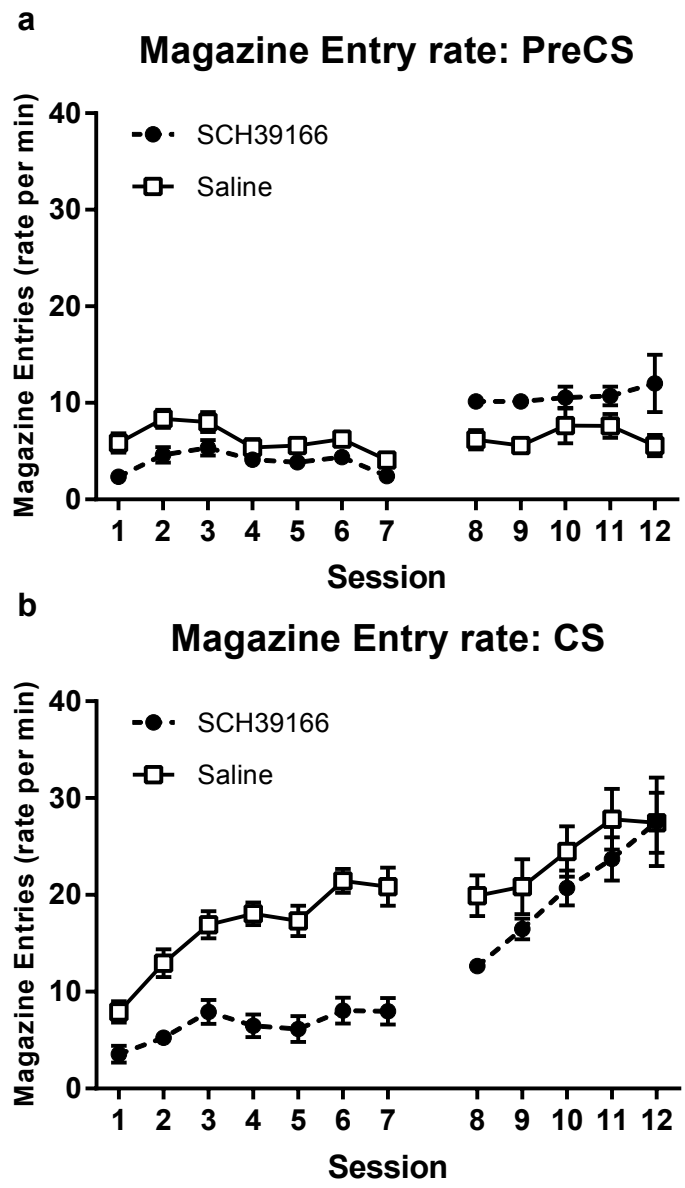 a
Magazine Entry rate: PreCS
Magazine Entries (rate per min)
40
30
20
10
0
SCH39166
Saline
1 2 3 4 5 6 7 8 9 10 11 12
Session
b
Magazine Entry rate: CS
Magazine Entries (rate per min)
40
30
20
10
0
SCH39166
Saline
1 2 3 4 5 6 7 8 9 10 11 12
Session